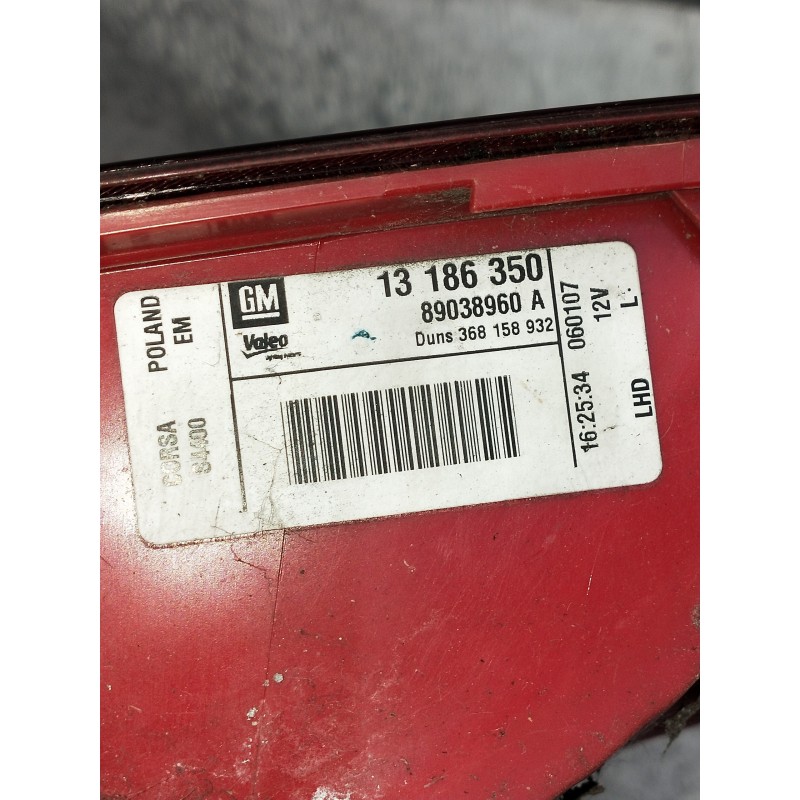 POLAND
EM
CORSA
S4400
GM
Valeo
13 186 350
89038960 A
Duns 368 158 932
16:25:34 060107
12V
LHD L.